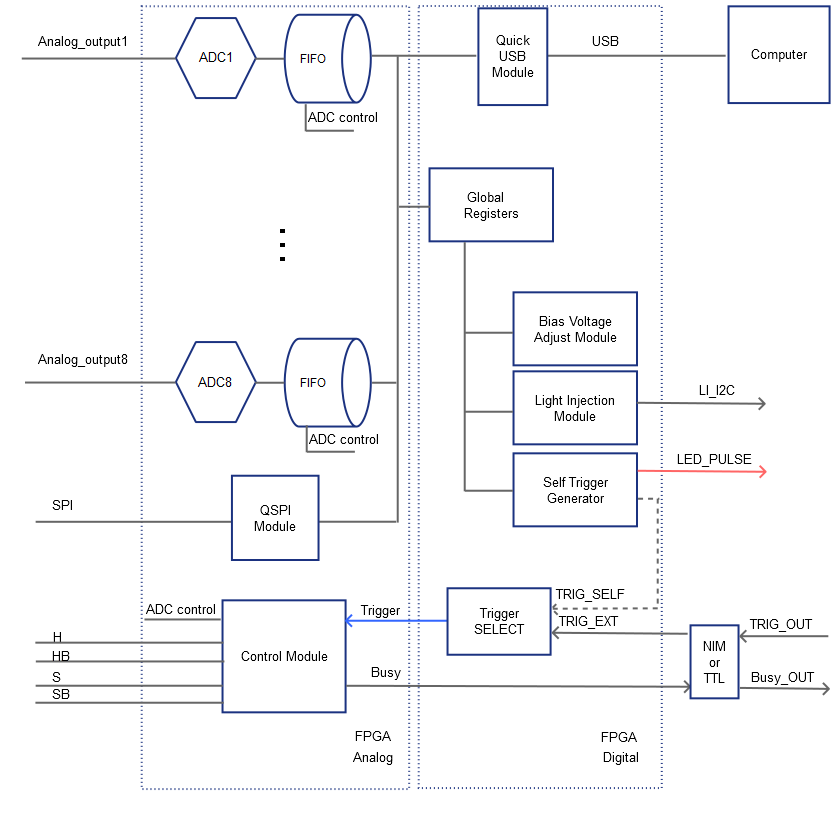 Analog_output1
ADC1
FIFO
ADC control
Quick
USB
Module
USB
Computer
Global
Registers
Bias Voltage
Adjust Module
Analog_output8
ADC8
FIFO
ADC control
Light Injection
Module
LI_I2C
LED_PULSE
Self Trigger
Generator
SPI
QSPI
Module
ADC control
Control Module
H
HB
S
SB
Trigger
Busy
Trigger
SELECT
TRIG_SELF
TRIG_EXT
NIM
or
TTL
TRIG_OUT
Busy_OUT
FPGA
Analog
FPGA
Digital